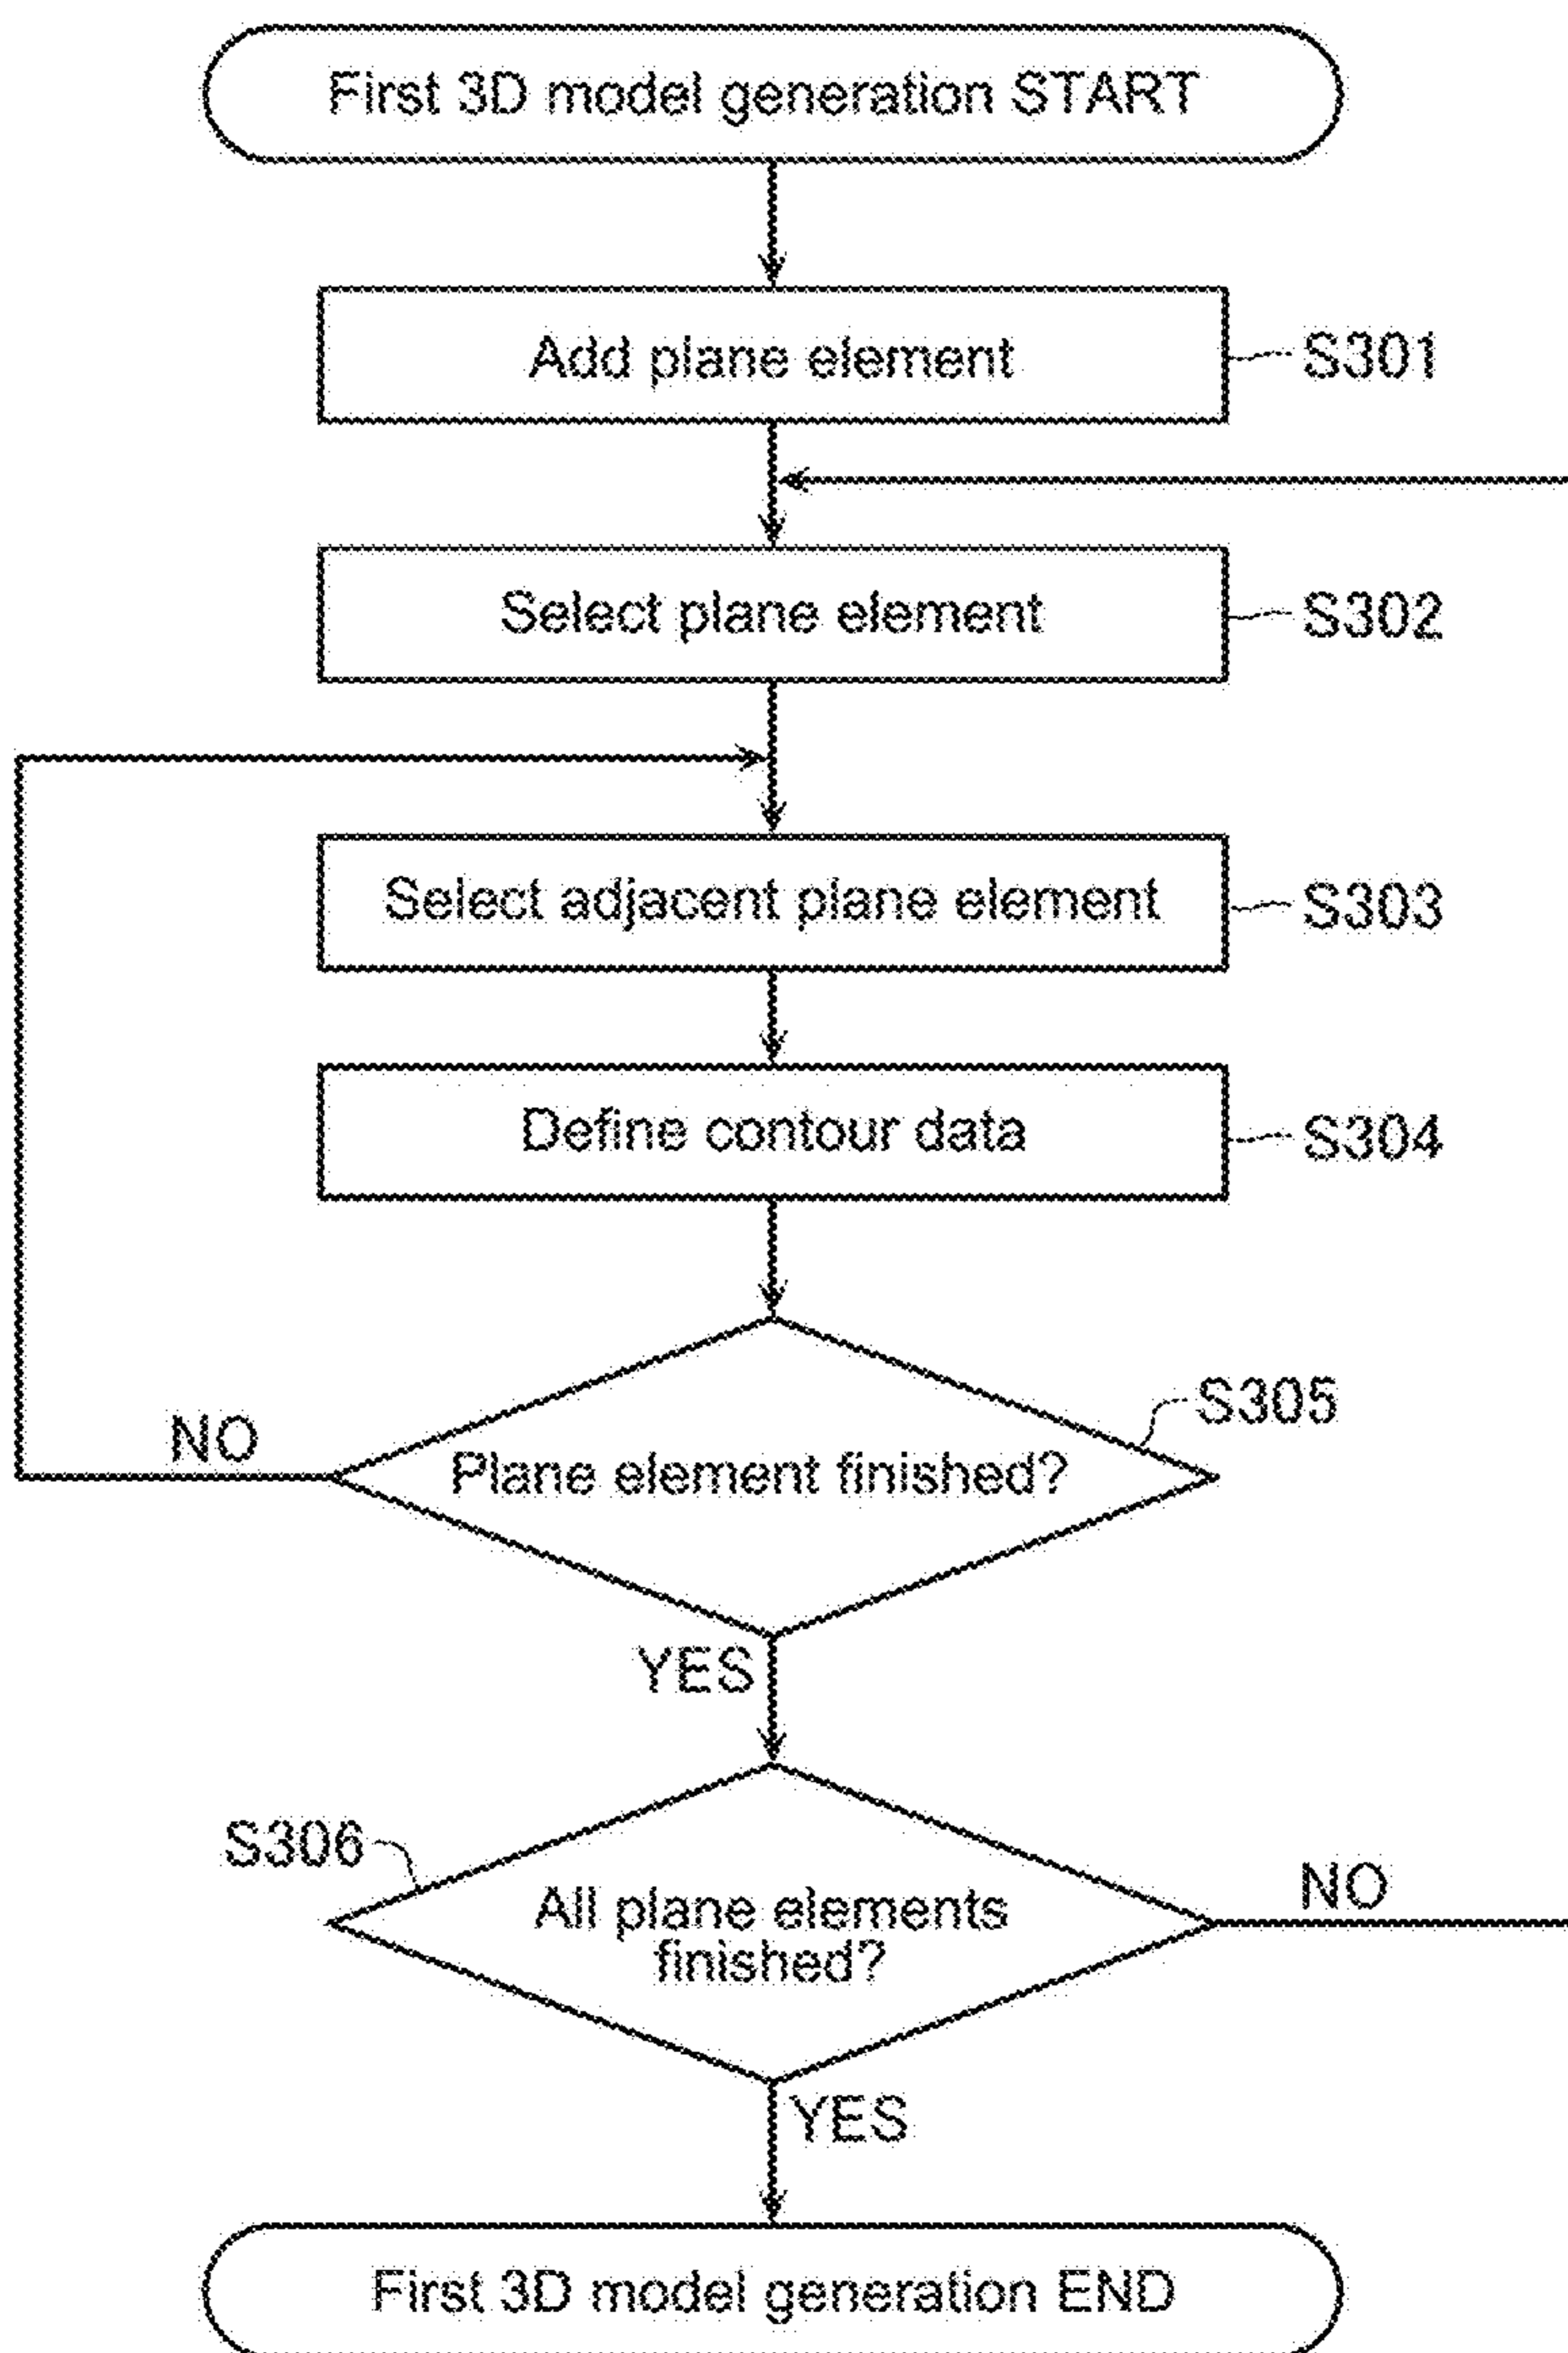 First 3D model generation START
Add plane element
S301
Select plane element
S302
Select adjacent plane element
S303
Define contour data
S304
S305
NO
Plane element finished?
YES
S306
NO
All plane elements
finished?
YES
First 3D model generation END